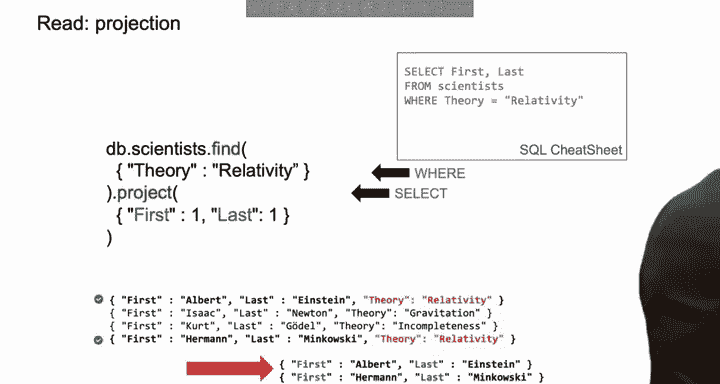 Read: projection
SELECT First, Last
FROM scientists
WHERE Theory = "Relativity"
SQL CheatSheet
db.scientists.find(
{ "Theory" : "Relativity” }
WHERE
).project(
SELECT
{ "First" : 1, "Last": 1 }
)
{ "First" : "Albert", "Last" : "Einstein", "Theory": "Relativity" }
{ "First" : "Isaac", "Last" : "Newton", "Theory": "Gravitation" }
{ "First" : "Kurt", "Last" : "Gödel", "Theory": "Incompleteness" }
{ "First" : "Hermann", "Last" : "Minkowski", "Theory": "Relativity" }
{ "First" : "Albert", "Last" : "Einstein" }
{ "First" : "Hermann", "Last" : "Minkowski" }